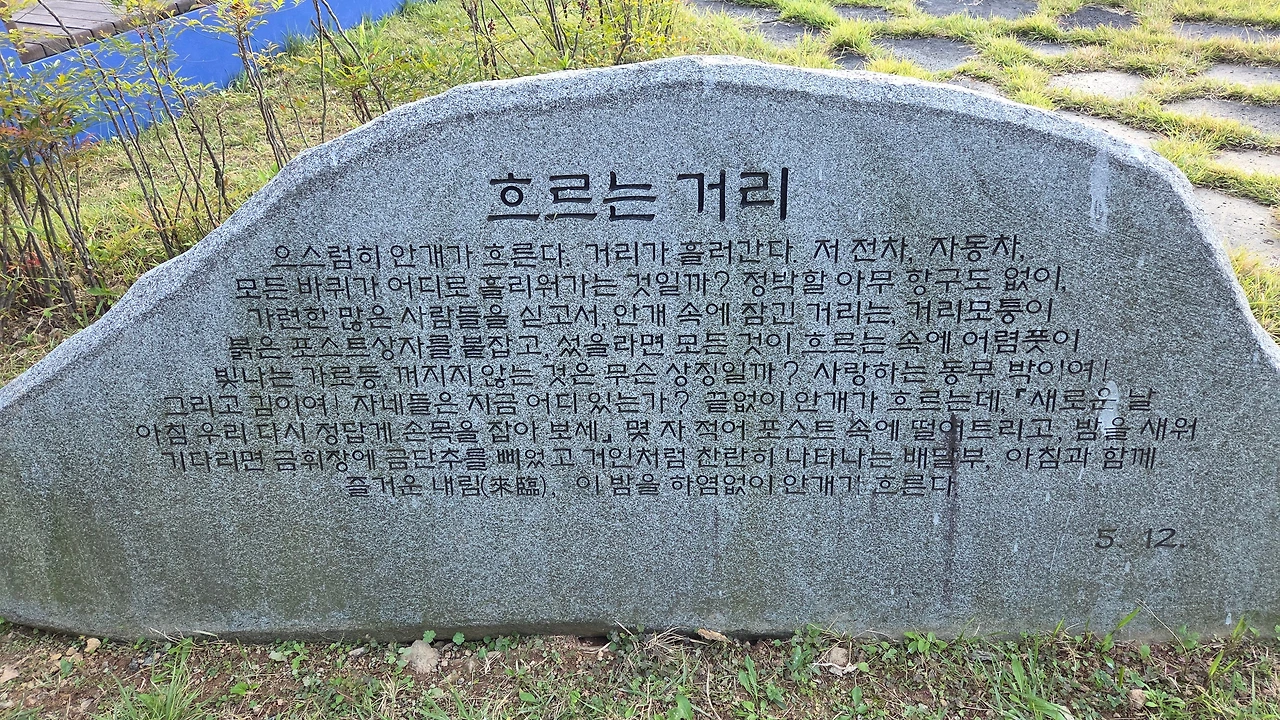 흐르는 거리
으스럼히 안개가 흐른다. 거리가 흘러간다. 저 전차, 자동차,
모든 바퀴가 어디로 흘리워가는 것일까? 정박할 아무 항구도 없이,
가련한 많은 사람들을 싣고서, 안개 속에 잠긴 거리는, 거리모퉁이
붉은 포스트상자를 붙잡고, 섰을라면 모든 것이 흐르는 속에 어렴풋이
빛나는 가로등, 꺼지지 않는 것은 무슨 상징일까? 사랑하는 동무 박이여!
그리고 김이여! 자네들은 지금 어디 있는가? 끝없이 안개가 흐르는데,「새로운 날
아침 우리 다시 정답게 손목을 잡아 보세」 몇 자 적어 포스트 속에 떨어트리고, 밤을 새워
기다리면 금휘장에 금단추를 삐었고 거인처럼 찬란히 나타나는 배달부, 아침과 함께
즐거운 내림(來臨), 이 밤을 하염없이 안개가 흐른다.
5. 12.